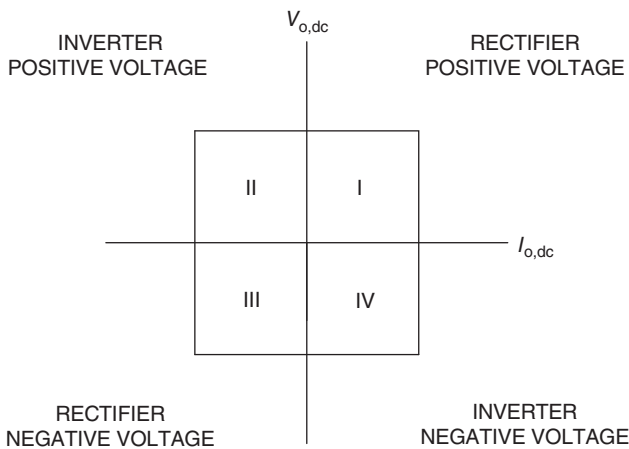 V_o,dc
INVERTER
POSITIVE VOLTAGE
RECTIFIER
POSITIVE VOLTAGE
II
I
I_o,dc
III
IV
RECTIFIER
NEGATIVE VOLTAGE
INVERTER
NEGATIVE VOLTAGE